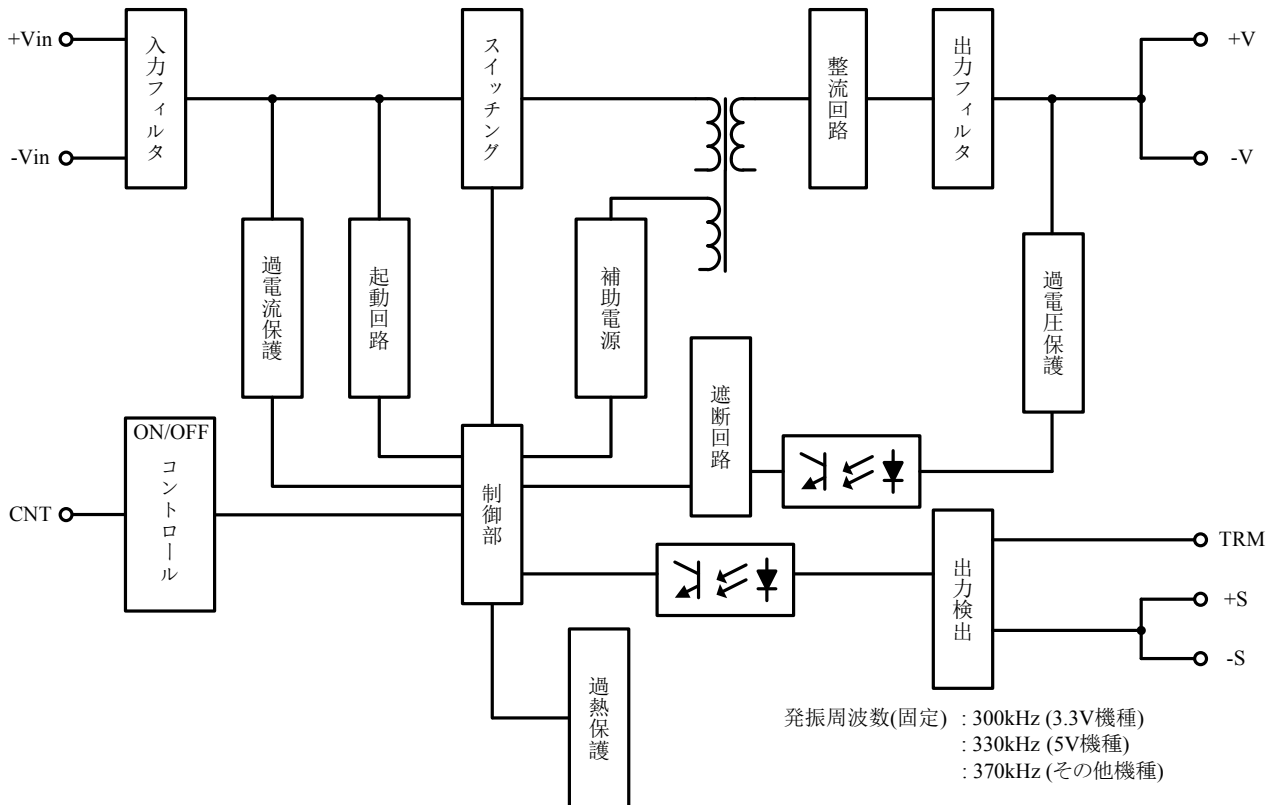 +Vin
-Vin
入力フィルタ
スイッチング
整流回路
出力フィルタ
+V
-V
過電流保護
起動回路
補助電源
過電圧保護
遮断回路
ON/OFF
コントロール
CNT
制御部
出力検出
TRM
+S
-S
過熱保護
発振周波数(固定) : 300kHz (3.3V機種)
: 330kHz (5V機種)
: 370kHz (その他機種)